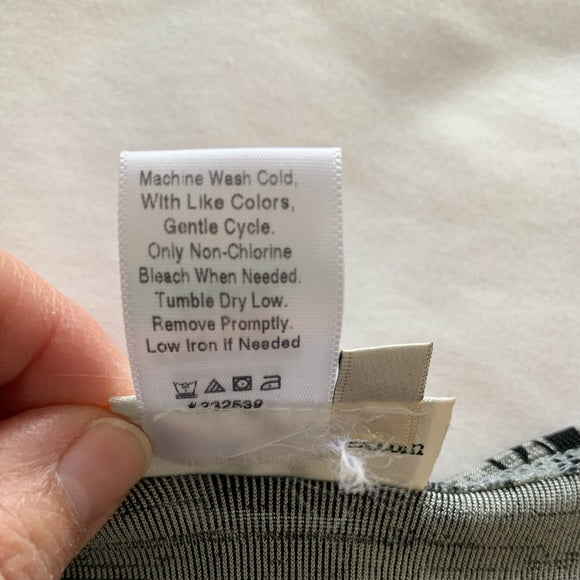 Machine Wash Cold,
With Like Colors,
Gentle Cycle.
Only Non-Chlorine
Bleach When Needed.
Tumble Dry Low.
Remove Promptly.
Low Iron if Needed